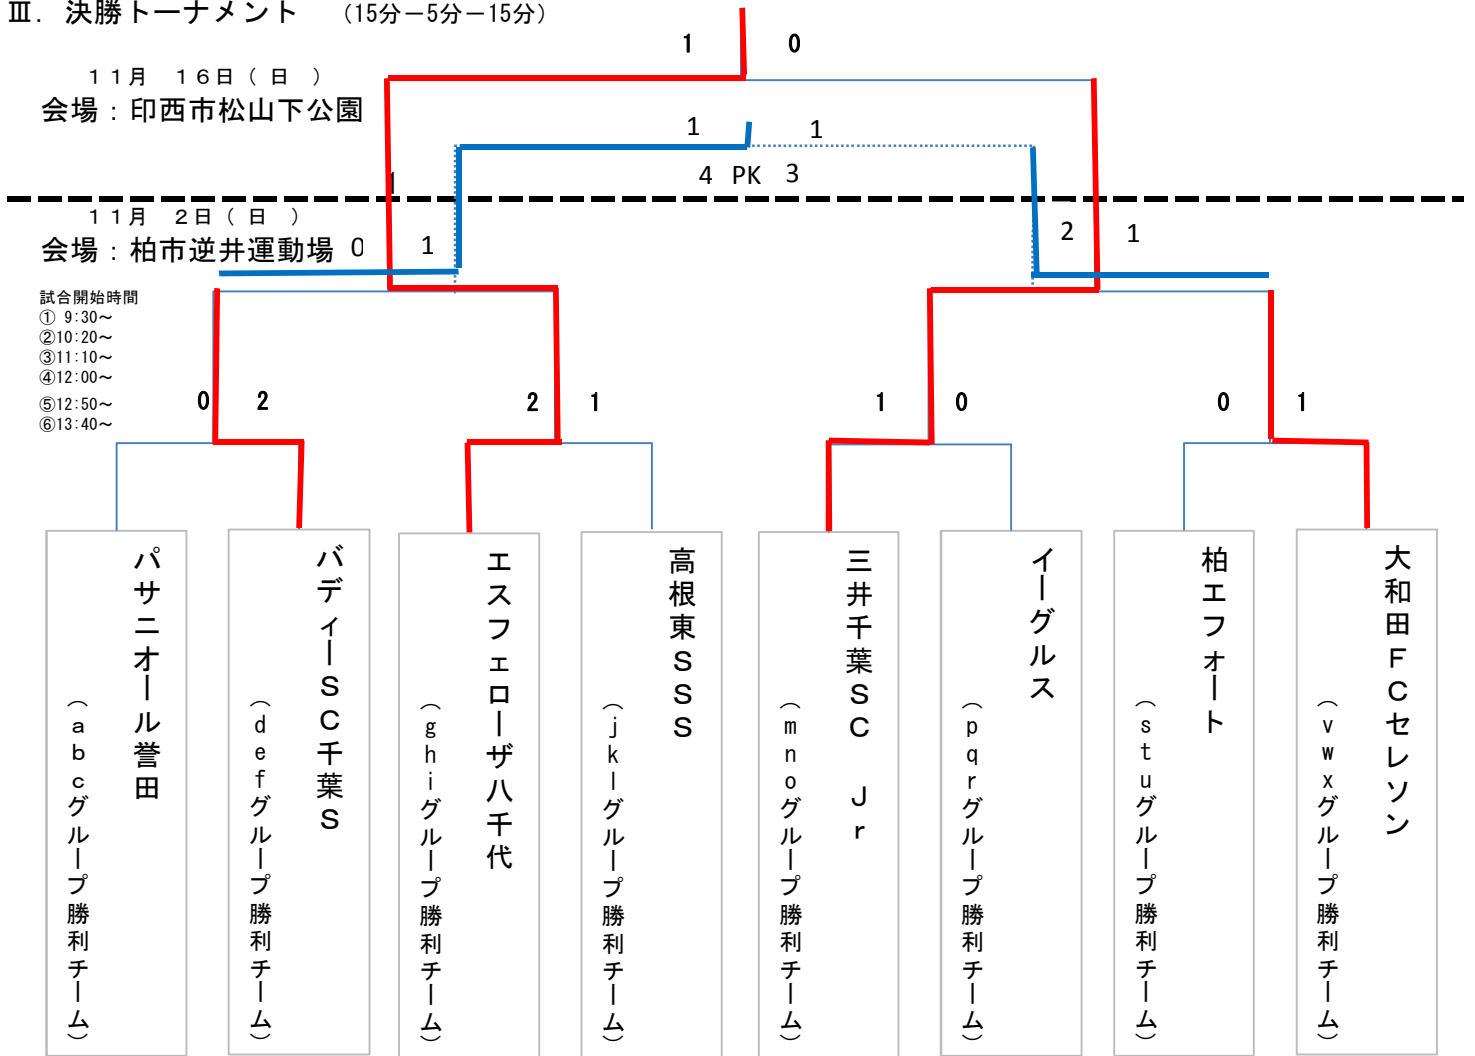 Ⅲ．決勝トーナメント　（15分－5分－15分）
1 0
１１月　１６日（ 日 ）
会場：印西市松山下公園
1 1
4 PK 3
1
１１月　２日（ 日 ）
会場：柏市逆井運動場 0 1
2 1
試合開始時間
① 9:30～
②10:20～
③11:10～
④12:00～
⑤12:50～
⑥13:40～
0 2
2 1
1 0
0 1
パサニオール誉田
（ａｂｃグループ勝利チーム）
バディーＳＣ千葉Ｓ
（ｄｅｆグループ勝利チーム）
エスフェローザ八千代
（ｇｈｉグループ勝利チーム）
高根東ＳＳＳ
（ｊｋｌグループ勝利チーム）
三井千葉ＳＣ　Ｊｒ
（ｍｎｏグループ勝利チーム）
イーグルス
（ｐｑｒグループ勝利チーム）
柏エフォート
（ｓｔｕグループ勝利チーム）
大和田ＦＣセレソン
（ｖｗｘグループ勝利チーム）